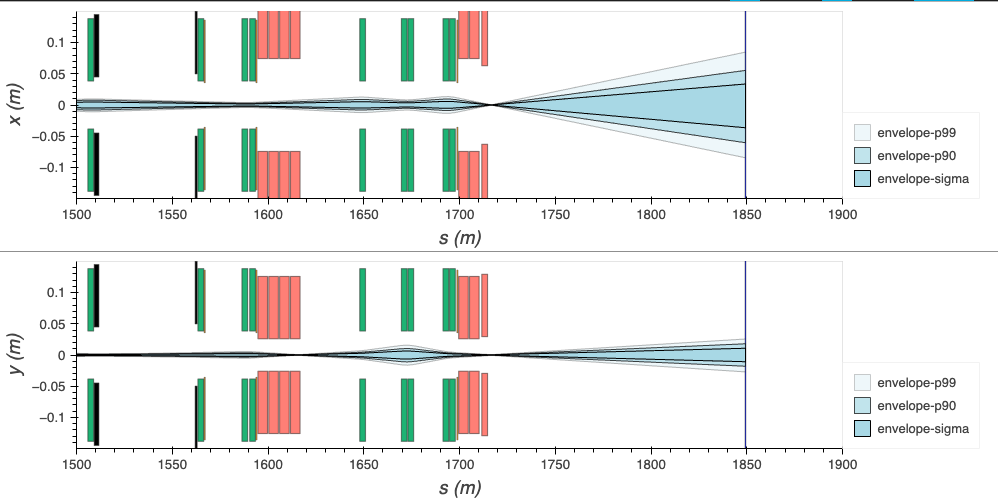 0.1
0.05
0
−0.05
−0.1
x (m)
1500 1550 1600 1650 1700 1750 1800 1850 1900
s (m)
envelope-p99
envelope-p90
envelope-sigma
0.1
0.05
0
−0.05
−0.1
y (m)
1500 1550 1600 1650 1700 1750 1800 1850 1900
s (m)
envelope-p99
envelope-p90
envelope-sigma